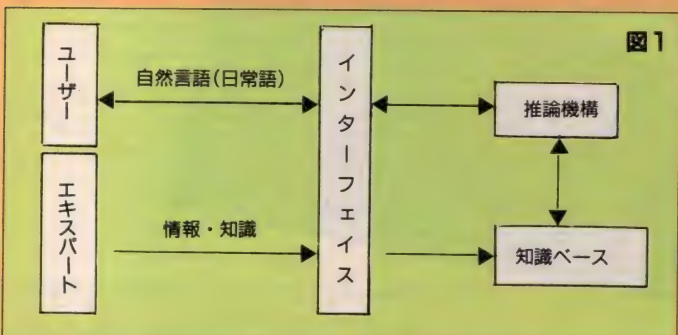 図1
ユーザー
自然言語(日常語)
インターフェイス
推論機構
エキスパート
情報・知識
知識ベース